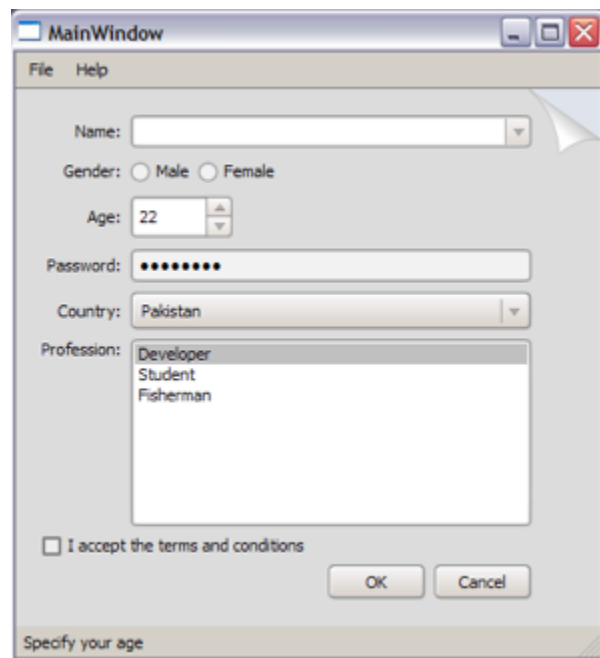 MainWindow
File Help
Name:
Gender: Male Female
Age: 22
Password: ••••••••
Country: Pakistan
Profession: Developer
Student
Fisherman
I accept the terms and conditions
OK Cancel
Specify your age